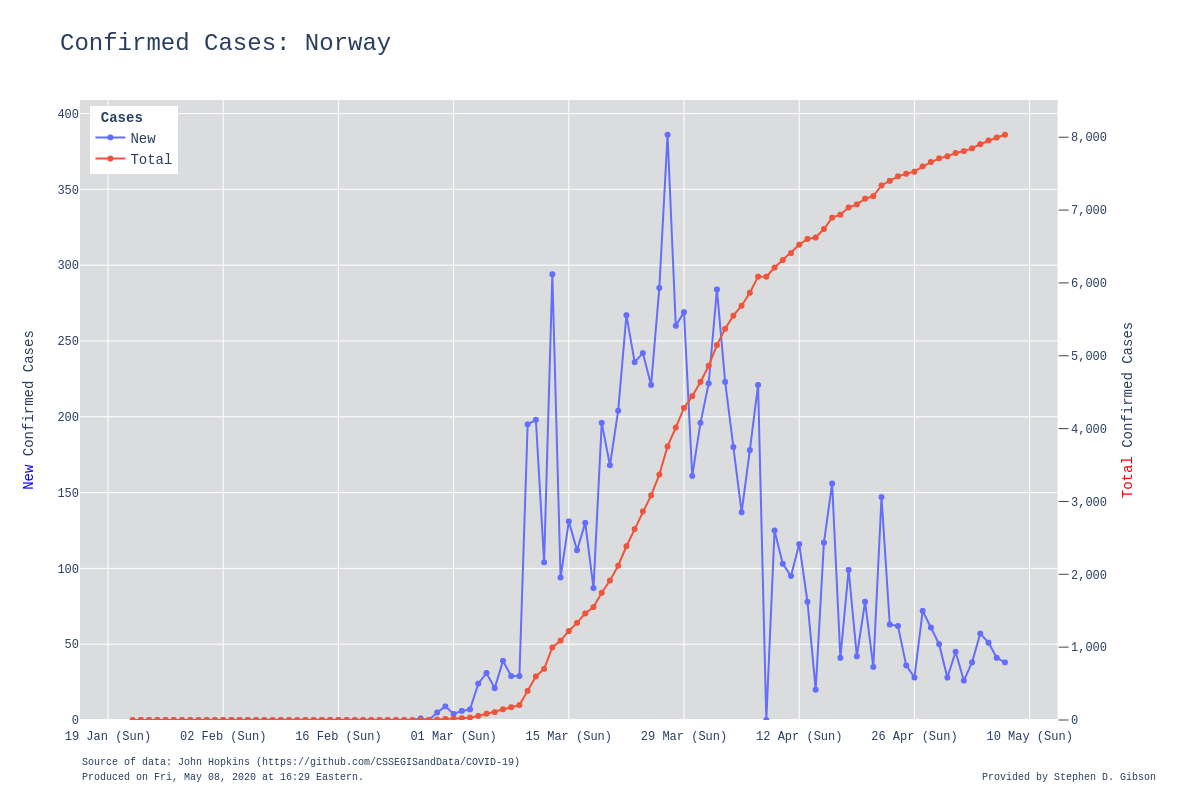 Confirmed Cases: Norway
Cases
New
Total
400
350
300
250
200
150
100
50
0
New Confirmed Cases
8,000
7,000
6,000
5,000
4,000
3,000
2,000
1,000
0
Total Confirmed Cases
19 Jan (Sun) 02 Feb (Sun) 16 Feb (Sun) 01 Mar (Sun) 15 Mar (Sun) 29 Mar (Sun) 12 Apr (Sun) 26 Apr (Sun) 10 May (Sun)
Source of data: John Hopkins (https://github.com/CSSEGISandData/COVID-19)
Produced on Fri, May 08, 2020 at 16:29 Eastern.
Provided by Stephen D. Gibson